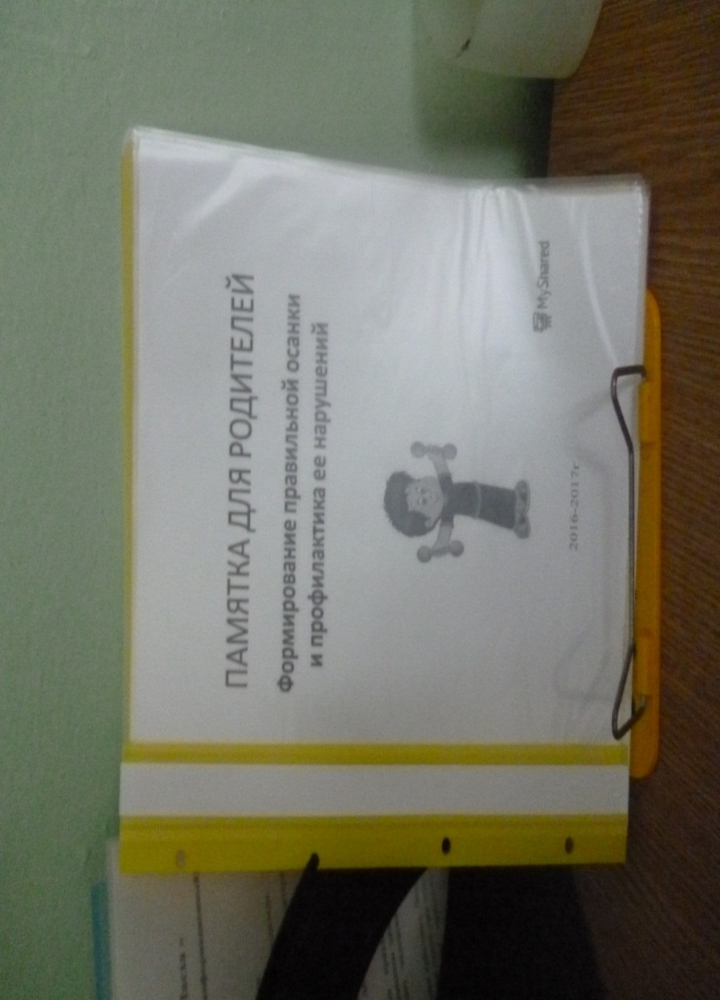 ПАМЯТКА ДЛЯ РОДИТЕЛЕЙ
Формирование правильной осанки
и профилактика ее нарушений
MyShared
2016-2017г